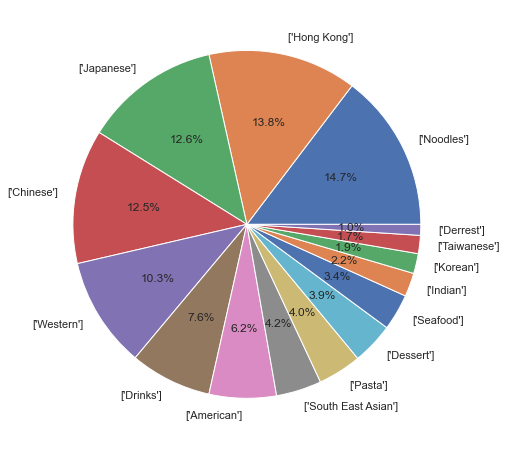 ['Hong Kong']
['Japanese']
13.8%
12.6%
['Noodles']
14.7%
['Chinese']
12.5%
1.0%
['Derrest']
1.7%
['Taiwanese']
1.9%
['Korean']
10.3%
2.2%
['Indian']
3.4%
['Seafood']
3.9%
['Western']
7.6%
6.2%
4.2%
4.0%
['Dessert']
['Pasta']
['Drinks']
['South East Asian']
['American']